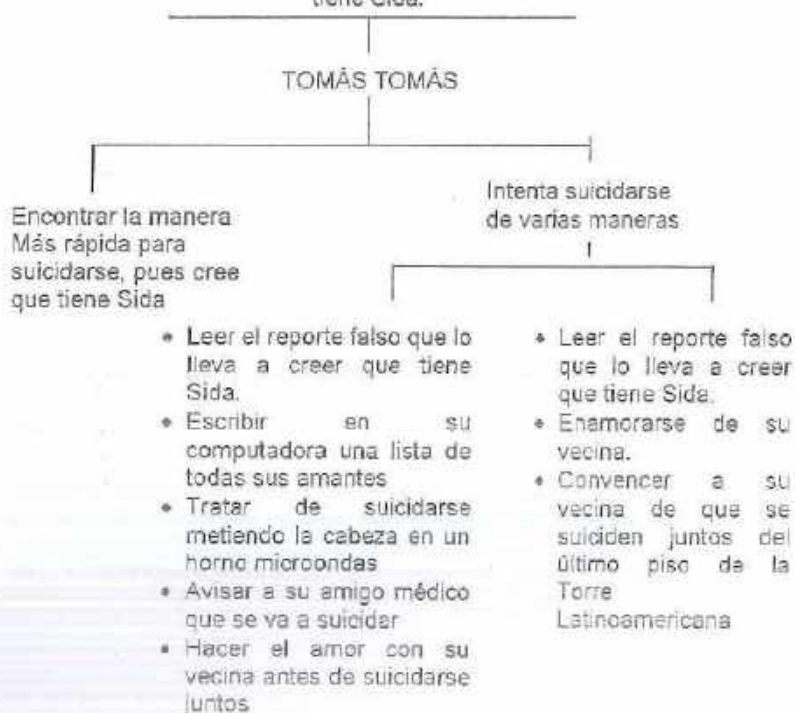 tiene Sida.
TOMÁS TOMÁS
Encontrar la manera
Más rápida para
suicidarse, pues cree
que tiene Sida
Intenta suicidarse
de varias maneras
• Leer el reporte falso que lo
lleva a creer que tiene
Sida.
• Escribir en su
computadora una lista de
todas sus amantes
• Tratar de suicidarse
metiendo la cabeza en un
horno microondas
• Avisar a su amigo médico
que se va a suicidar
• Hacer el amor con su
vecina antes de suicidarse
juntos
• Leer el reporte falso
que lo lleva a creer
que tiene Sida.
• Enamorarse de su
vecina.
• Convencer a su
vecina de que se
suiciden juntos del
último piso de la
Torre
Latinoamericana